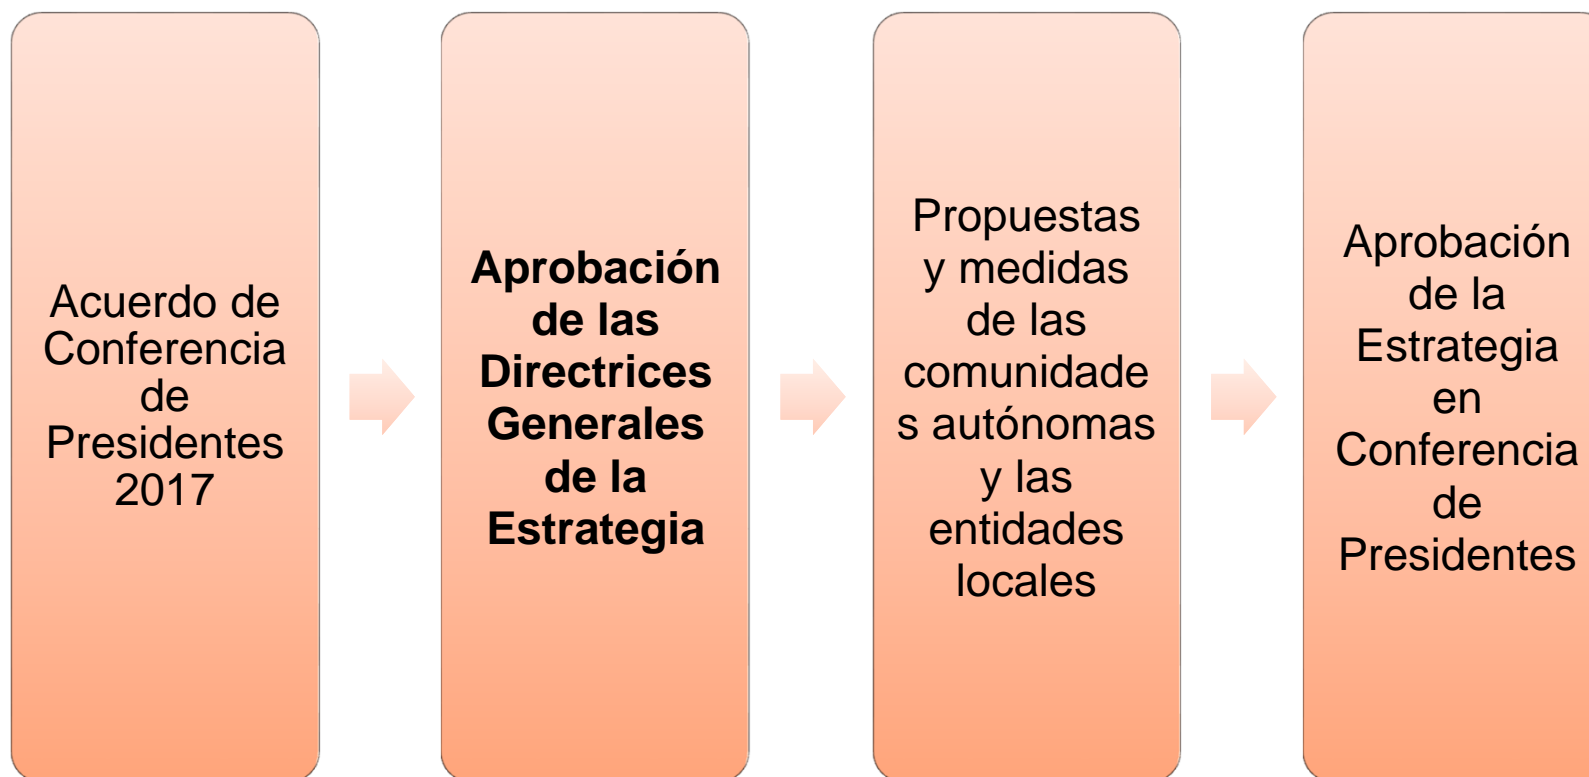 Acuerdo de
Conferencia
de
Presidentes
2017
Aprobación
de las
Directrices
Generales
de la
Estrategia
Propuestas
y medidas
de las
comunidade
s autónomas
y las
entidades
locales
Aprobación
de la
Estrategia
en
Conferencia
de
Presidentes